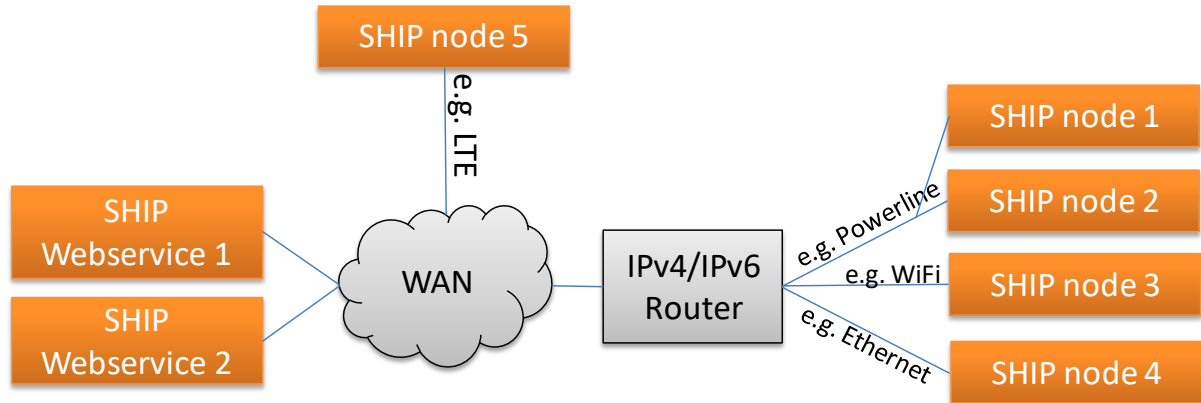 SHIP node 5
e.g. LTE
SHIP node 1
SHIP
Webservice 1
e.g. Powerline
SHIP node 2
WAN
IPv4/IPv6
Router
e.g. WiFi
SHIP node 3
SHIP
Webservice 2
e.g. Ethernet
SHIP node 4